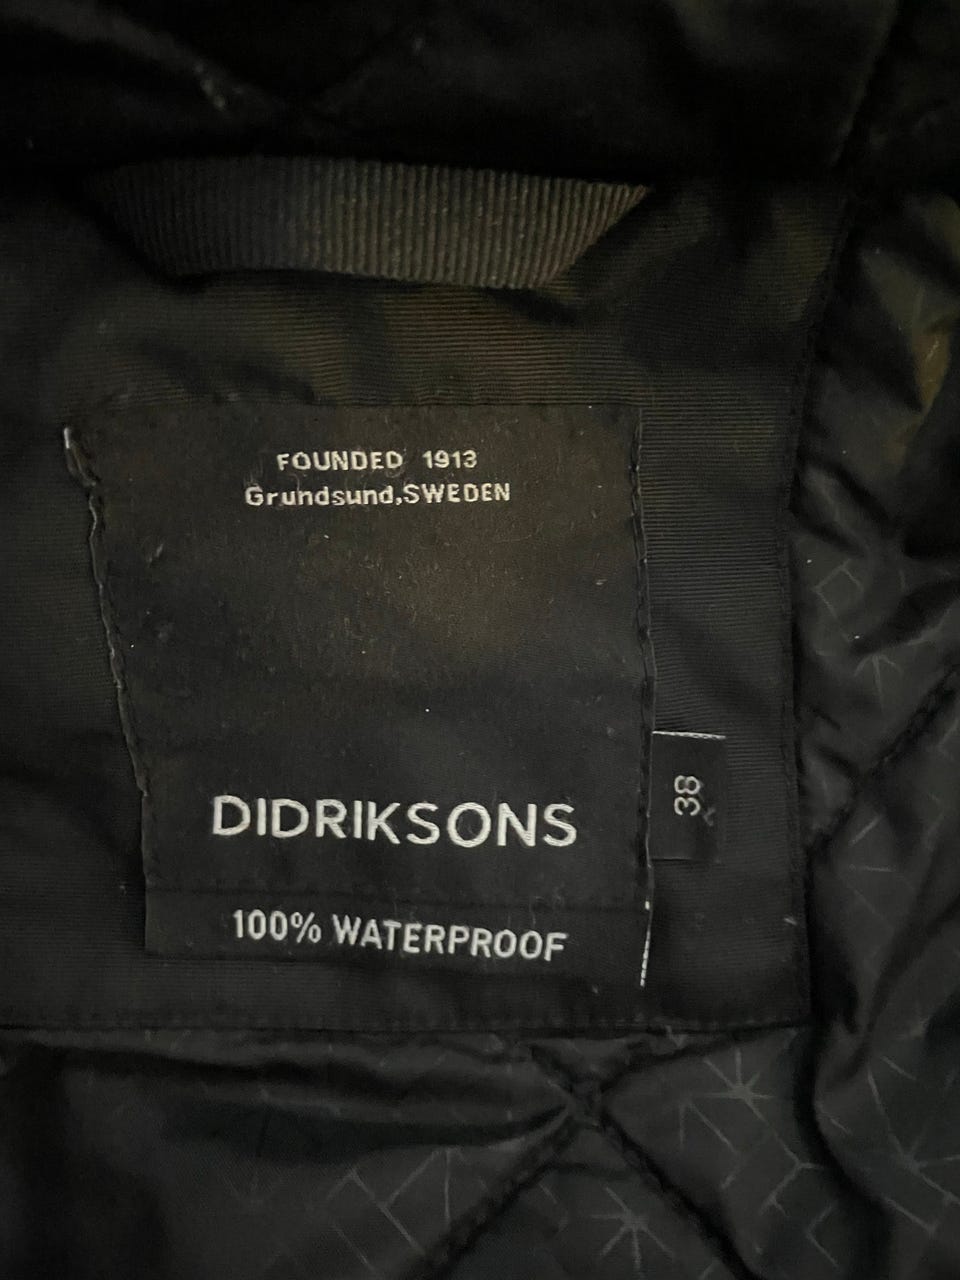 FOUNDED 1913
Grundsund,SWEDEN
DIDRIKSONS
100% WATERPROOF
38